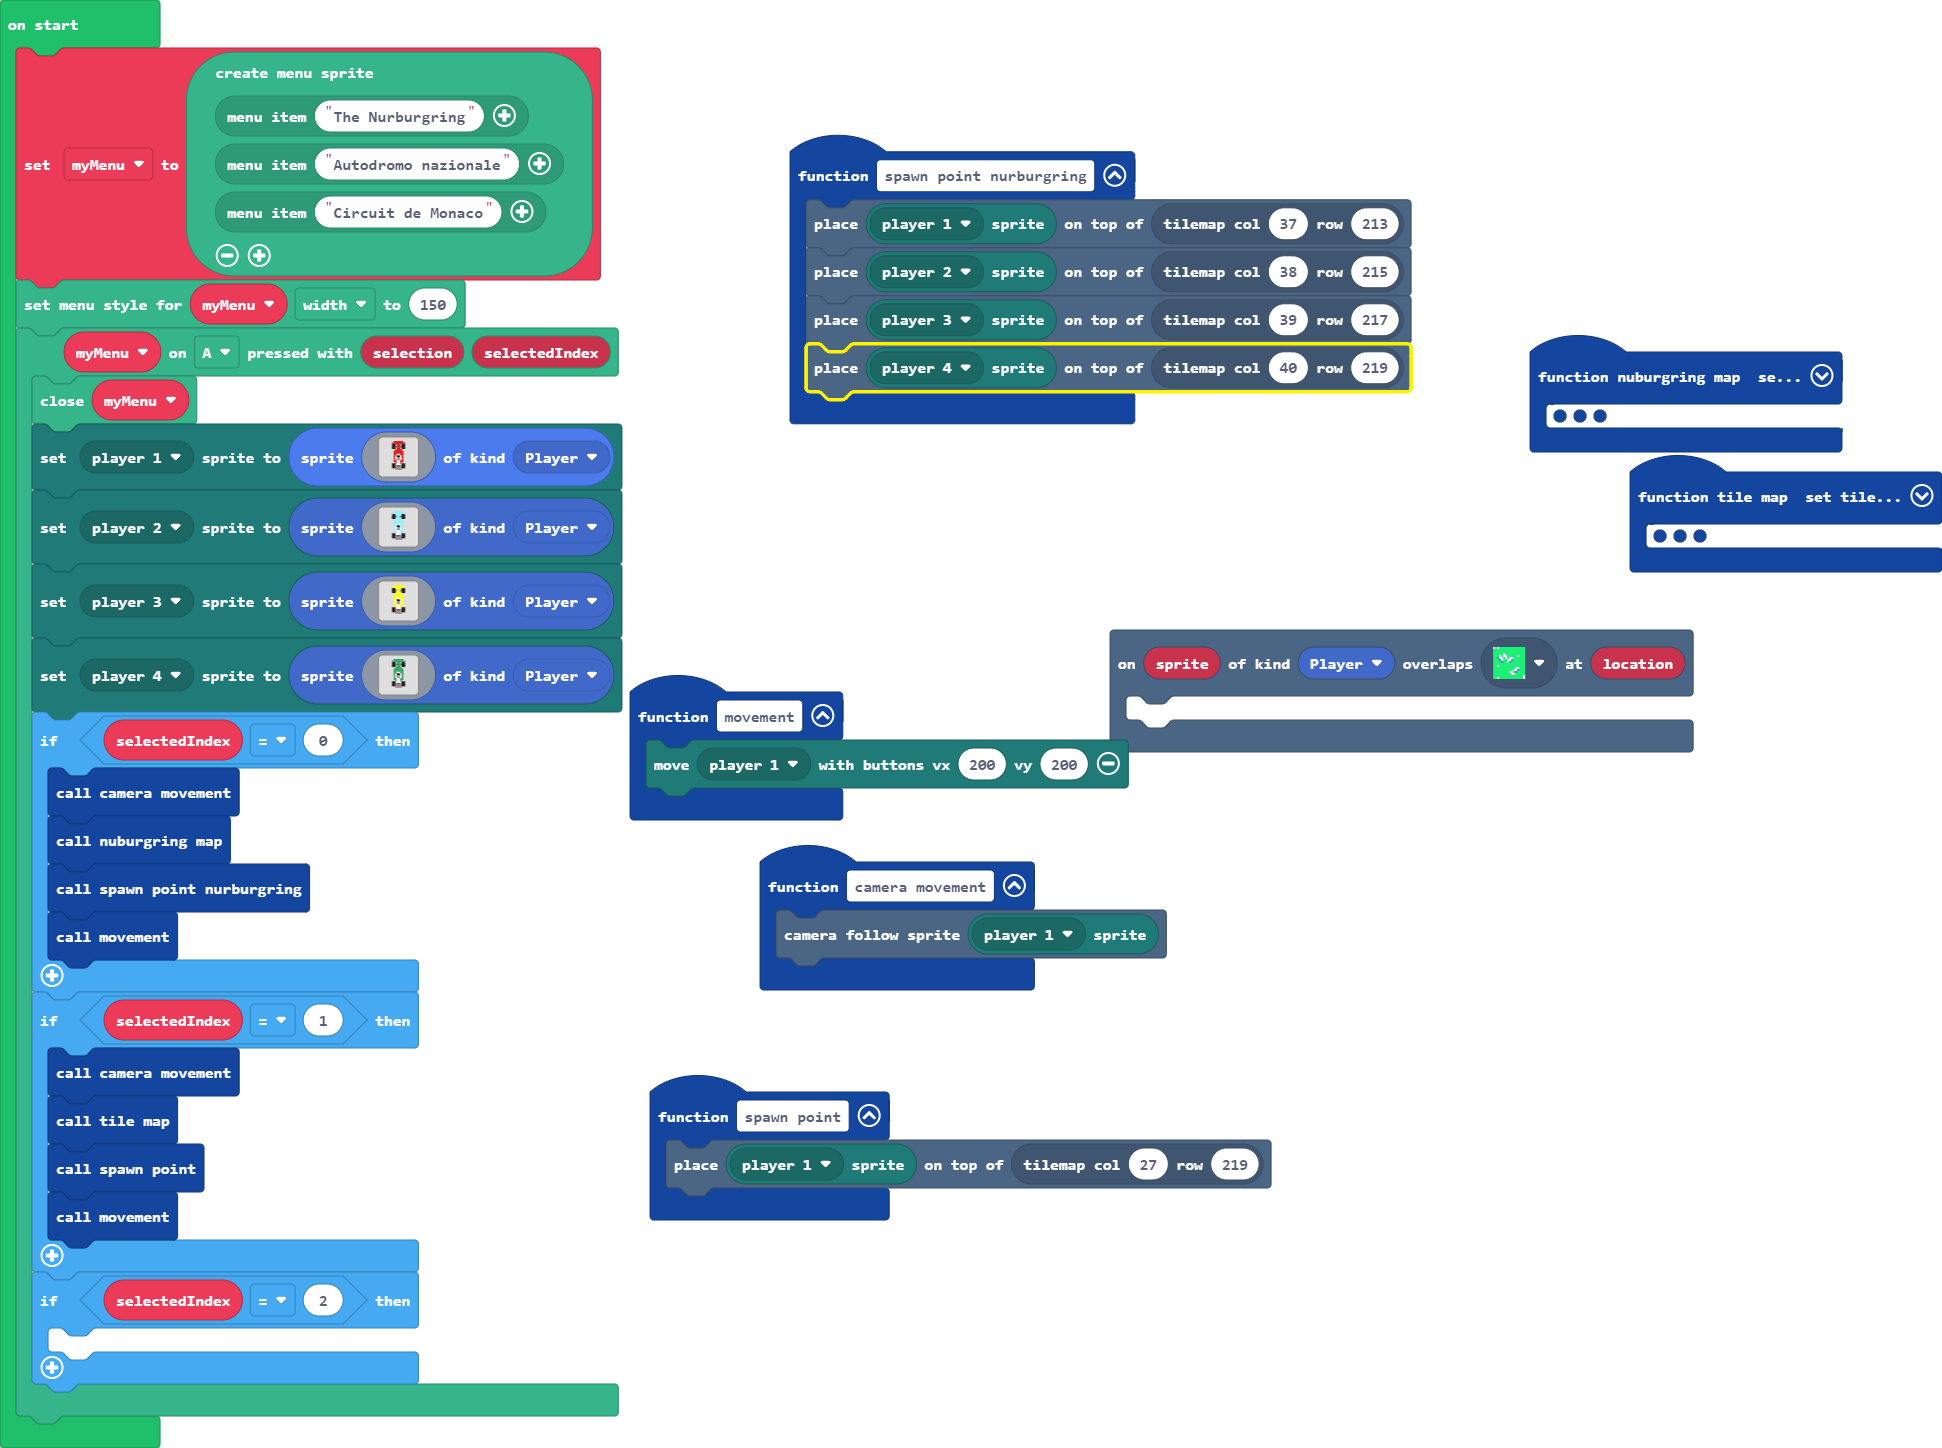 on start
set myMenu to
create menu sprite
menu item "The Nurburgring"
menu item "Autodromo nazionale"
menu item "Circuit de Monaco"
set menu style for myMenu width to 150
myMenu on A pressed with selection selectedIndex
close myMenu
set player 1 sprite to sprite of kind Player
set player 2 sprite to sprite of kind Player
set player 3 sprite to sprite of kind Player
set player 4 sprite to sprite of kind Player
if selectedIndex = 0 then
call camera movement
call nuburgring map
call spawn point nurburgring
call movement
if selectedIndex = 1 then
call camera movement
call tile map
call spawn point
call movement
if selectedIndex = 2 then
function spawn point nurburgring
place player 1 sprite on top of tilemap col 37 row 213
place player 2 sprite on top of tilemap col 38 row 215
place player 3 sprite on top of tilemap col 39 row 217
place player 4 sprite on top of tilemap col 40 row 219
function nuburgring map se...
function tile map set tile...
on sprite of kind Player overlaps at location
function movement
move player 1 with buttons vx 200 vy 200
function camera movement
camera follow sprite player 1 sprite
function spawn point
place player 1 sprite on top of tilemap col 27 row 219